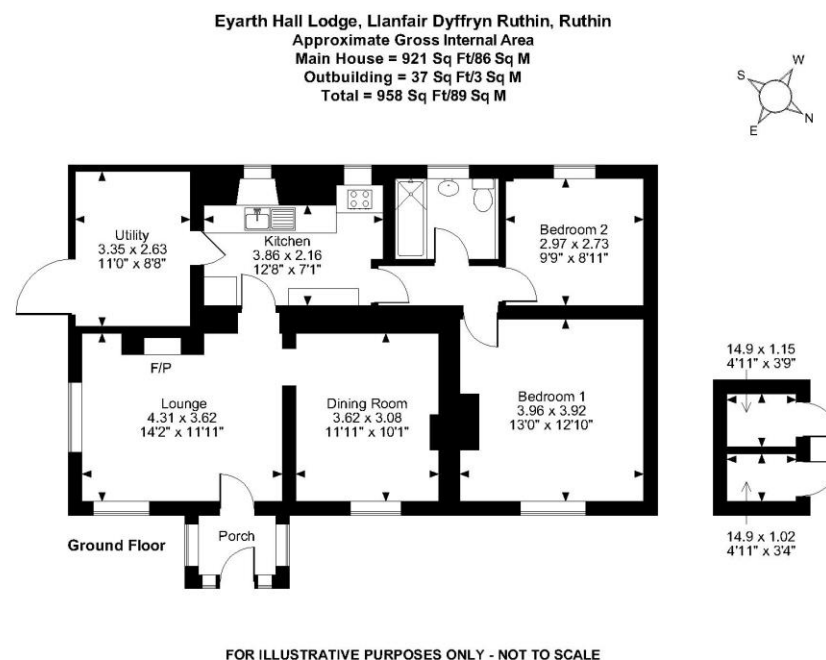 Eyarth Hall Lodge, Llanfair Dyffryn Ruthin, Ruthin
Approximate Gross Internal Area
Main House = 921 Sq Ft/86 Sq M
Outbuilding = 37 Sq Ft/3 Sq M
Total = 958 Sq Ft/89 Sq M
W
S
N
E
Utility
3.35 x 2.63
11'0" x 8'8"
Kitchen
3.86 x 2.16
12'8" x 7'1"
Bedroom 2
2.97 x 2.73
9'9" x 8'11"
F/P
Lounge
4.31 x 3.62
14'2" x 11'11"
Dining Room
3.62 x 3.08
11'11" x 10'1"
Bedroom 1
3.96 x 3.92
13'0" x 12'10"
14.9 x 1.15
4'11" x 3'9"
14.9 x 1.02
4'11" x 3'4"
Porch
Ground Floor
FOR ILLUSTRATIVE PURPOSES ONLY - NOT TO SCALE